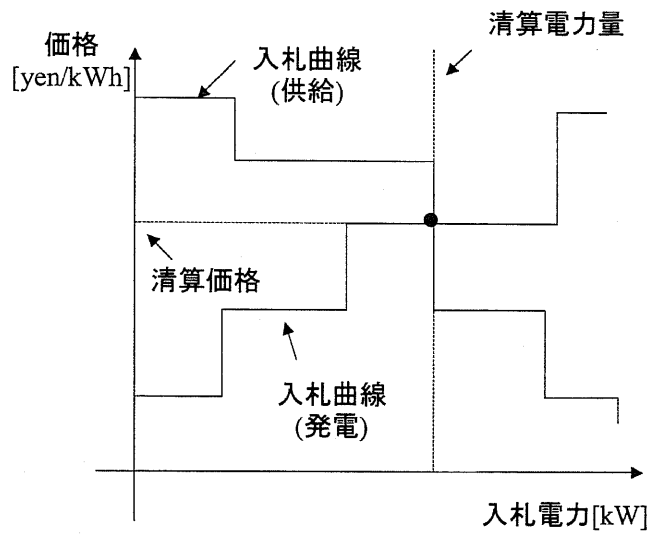 清算電力量
価格
[yen/kWh]
入札曲線
(供給)
清算価格
入札曲線
(発電)
入札電力[kW]